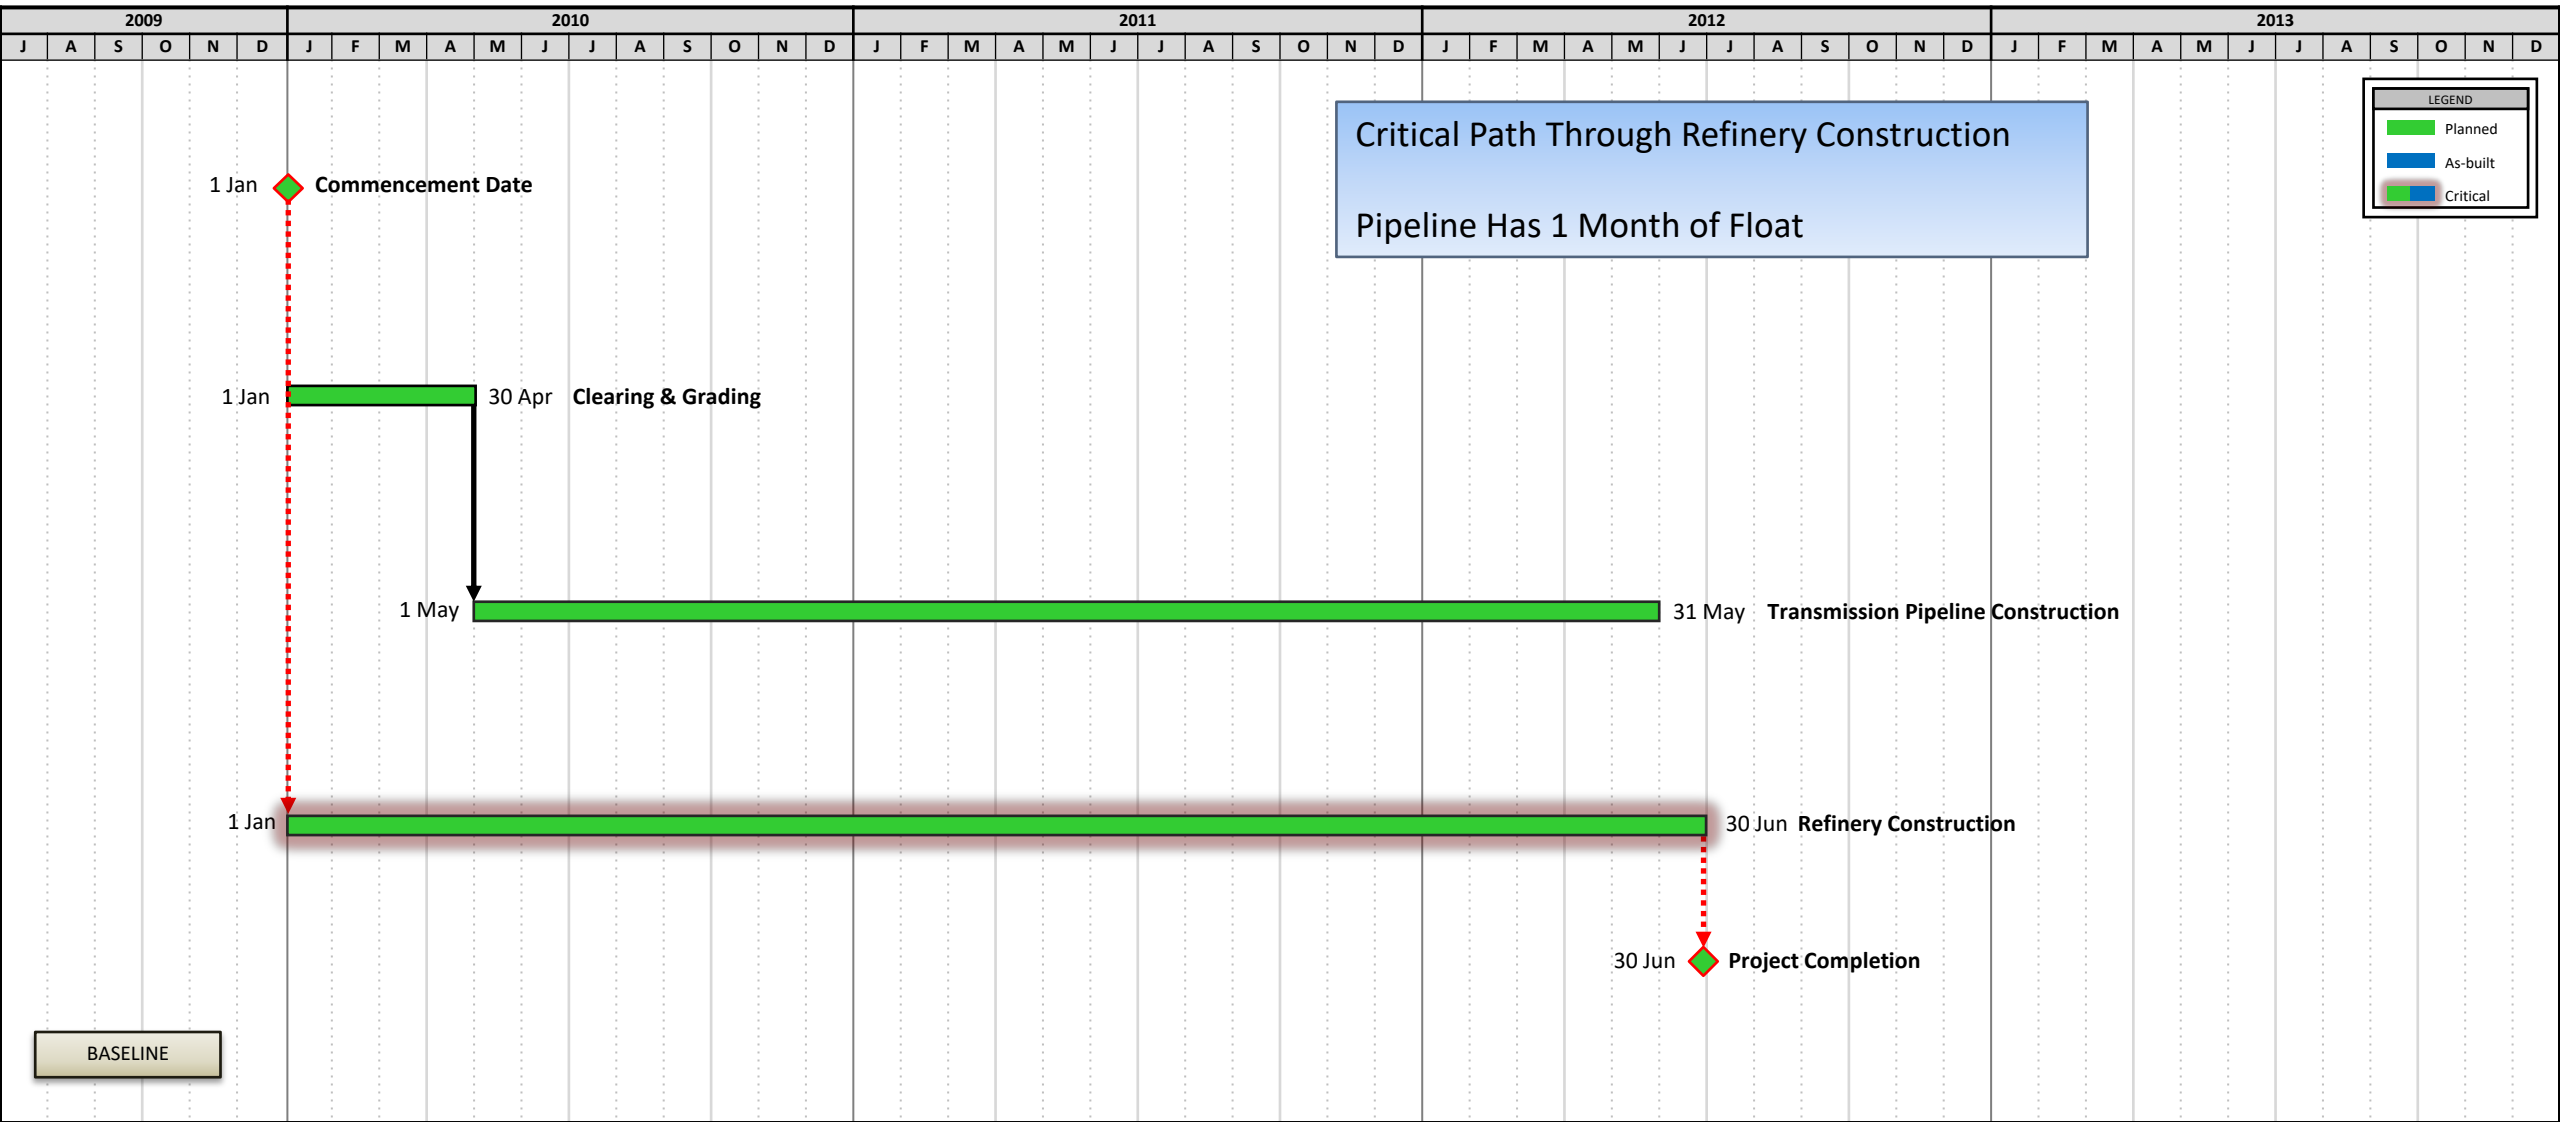 2009 2010 2011 2012 2013
J A S O N D J F M A M J J A S O N D J F M A M J J A S O N D J F M A M J J A S O N D J F M A M J J A S O N D
LEGEND
Planned
As-built
Critical
Critical Path Through Refinery Construction
Pipeline Has 1 Month of Float
1 Jan Commencement Date
1 Jan 30 Apr Clearing & Grading
1 May 31 May Transmission Pipeline Construction
1 Jan 30 Jun Refinery Construction
30 Jun Project Completion
BASELINE